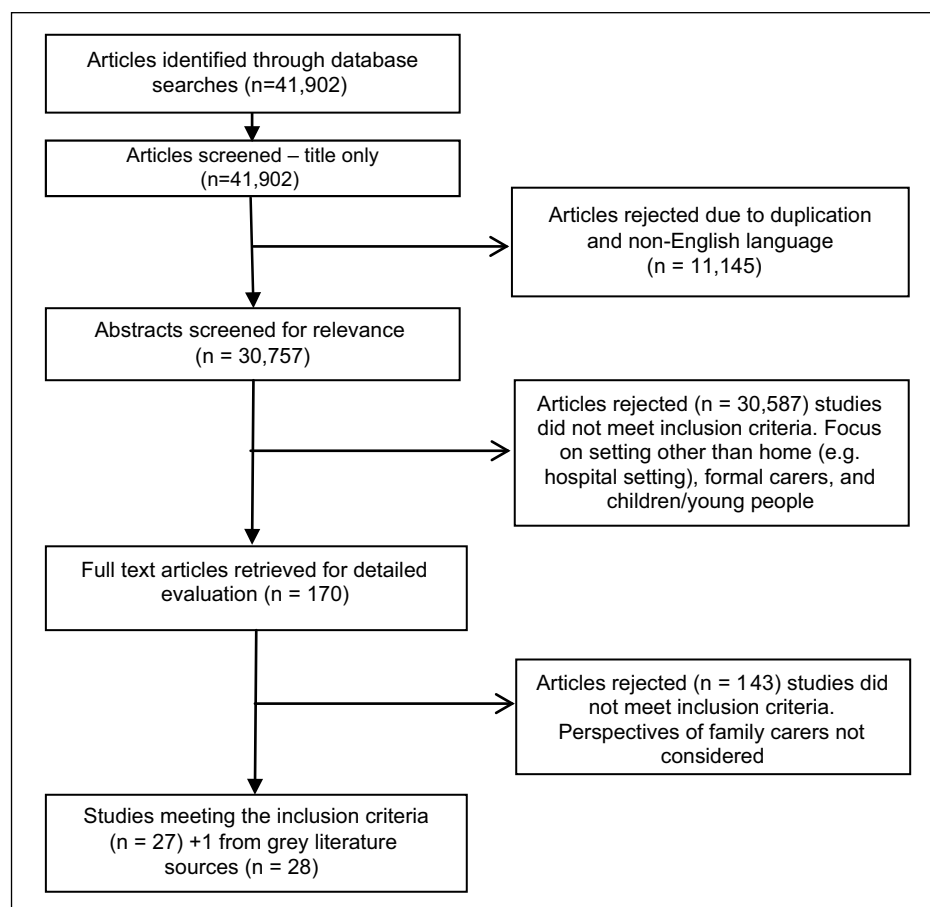 Articles identified through database
searches (n=41,902)
Articles screened – title only
(n=41,902)
Articles rejected due to duplication
and non-English language
(n = 11,145)
Abstracts screened for relevance
(n = 30,757)
Articles rejected (n = 30,587) studies
did not meet inclusion criteria. Focus
on setting other than home (e.g.
hospital setting), formal carers, and
children/young people
Full text articles retrieved for detailed
evaluation (n = 170)
Articles rejected (n = 143) studies did
not meet inclusion criteria.
Perspectives of family carers not
considered
Studies meeting the inclusion criteria
(n = 27) +1 from grey literature
sources (n = 28)